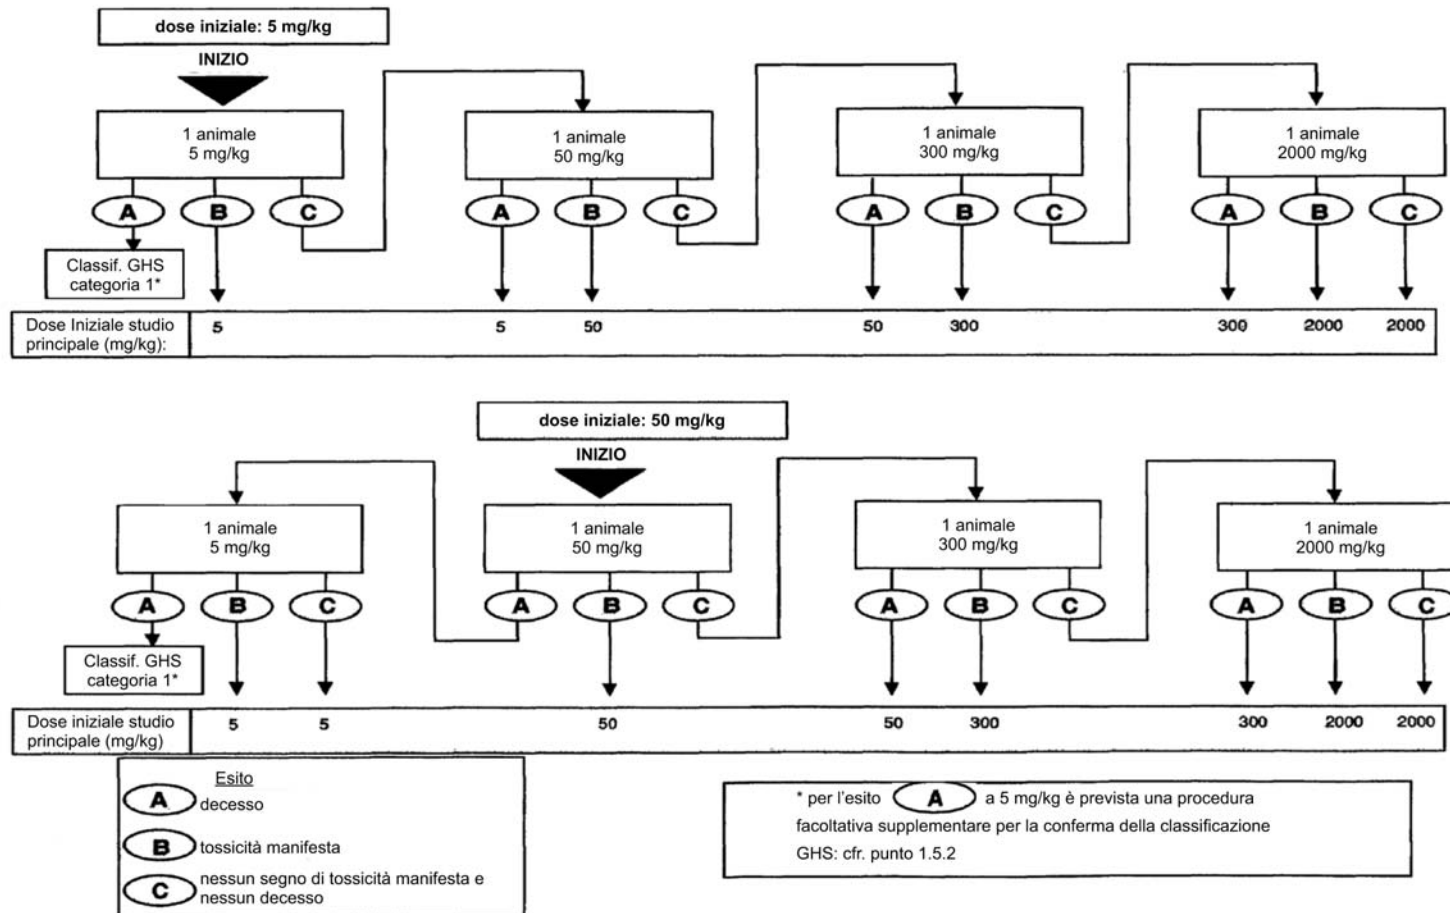 dose iniziale: 5 mg/kg
INIZIO
1 animale
5 mg/kg
1 animale
50 mg/kg
1 animale
300 mg/kg
1 animale
2000 mg/kg
A B C A B C A B C A B C
Classif. GHS
categoria 1*
Dose Iniziale studio
principale (mg/kg):
5 5 50 50 300 300 2000 2000
dose iniziale: 50 mg/kg
INIZIO
1 animale
5 mg/kg
1 animale
50 mg/kg
1 animale
300 mg/kg
1 animale
2000 mg/kg
A B C A B C A B C A B C
Classif. GHS
categoria 1*
Dose iniziale studio
principale (mg/kg)
5 5 50 50 300 300 2000 2000
Esito
A decesso
B tossicità manifesta
C nessun segno di tossicità manifesta e
nessun decesso
* per l'esito A a 5 mg/kg è prevista una procedura
facoltativa supplementare per la conferma della classificazione
GHS: cfr. punto 1.5.2